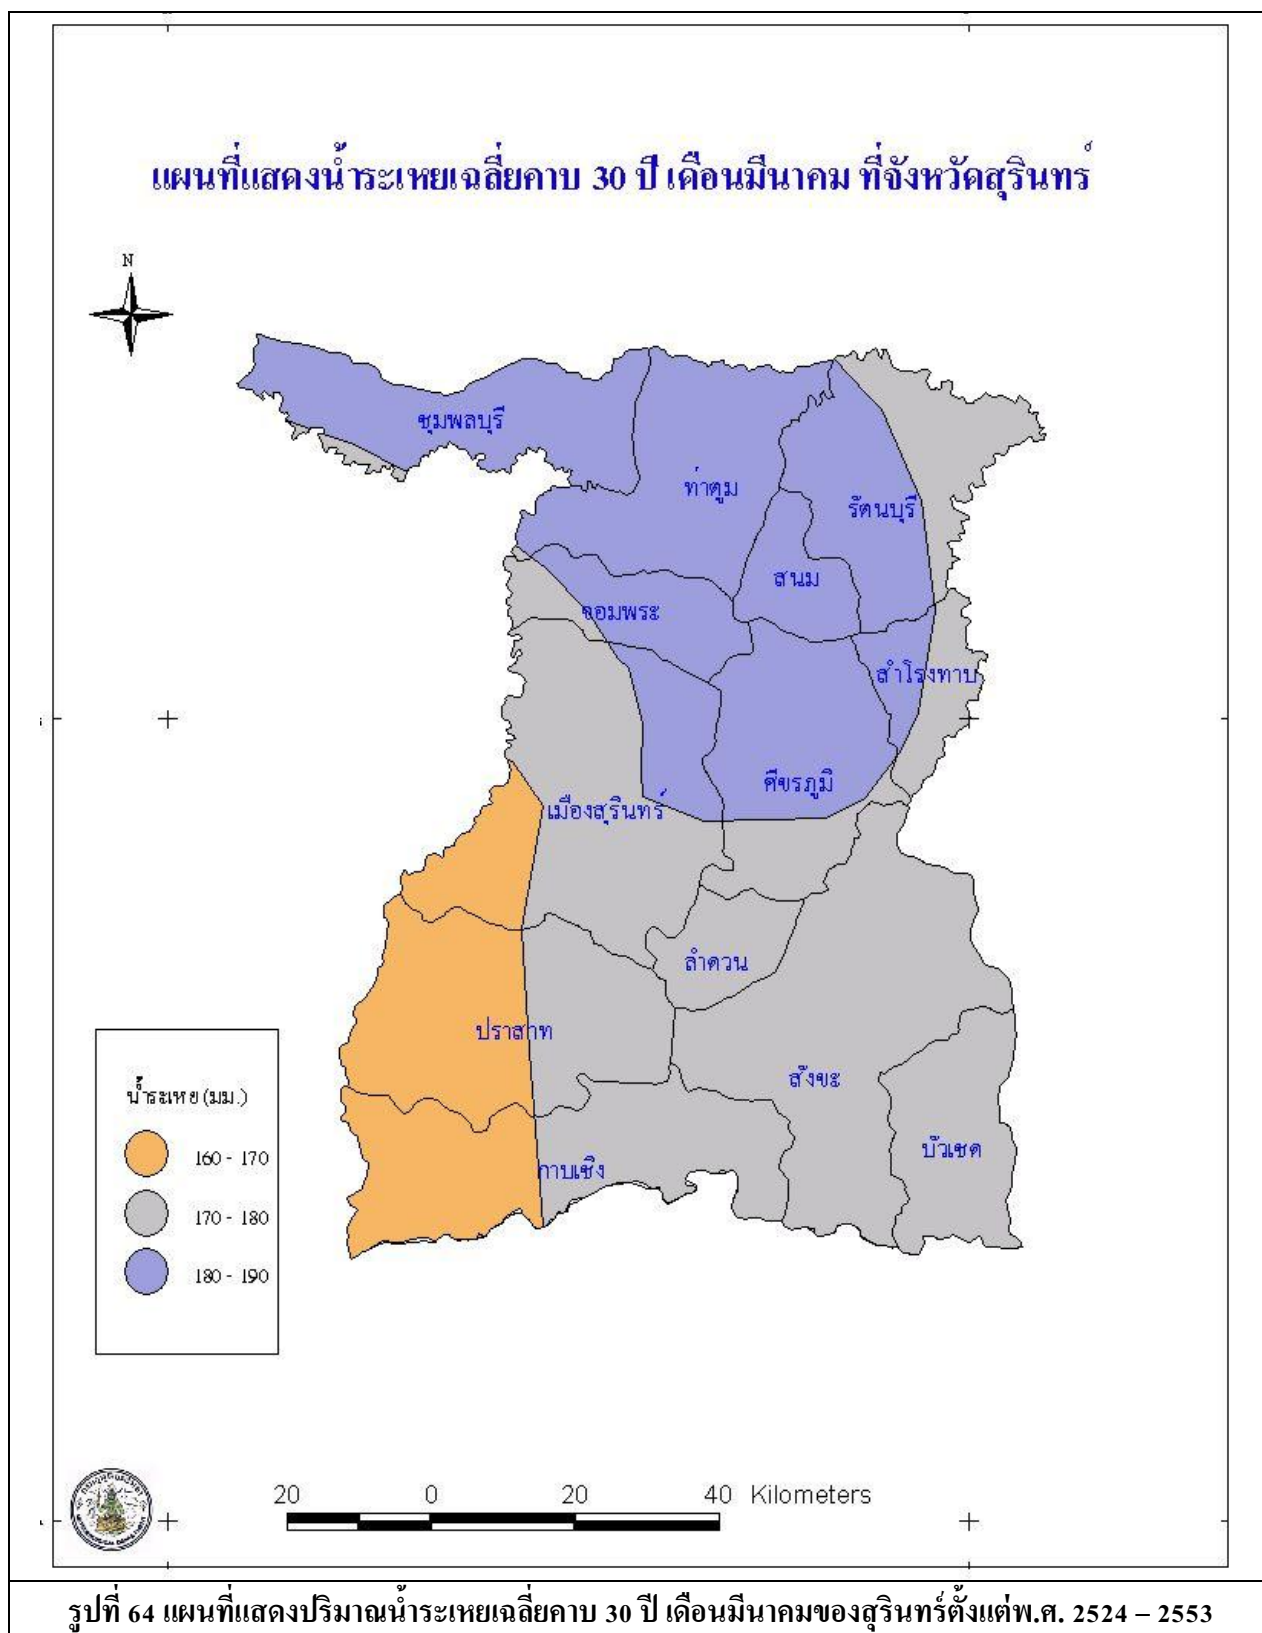 แผนที่แสดงน้ำระเหยเฉลี่ยคาบ 30 ปี เดือนมีนาคม ที่จังหวัดสุรินทร์
N
ชุมพลบุรี
ท่าตูม
รัตนบุรี
สนม
จอมพระ
สำโรงทาบ
ศีขรภูมิ
เมืองสุรินทร์
ลำดวน
ปราสาท
สังขะ
บัวเชด
กาบเชิง
น้ำระเหย (มม.)
160 - 170
170 - 180
180 - 190
20 0 20 40 Kilometers
รูปที่ 64 แผนที่แสดงปริมาณน้ำระเหยเฉลี่ยคาบ 30 ปี เดือนมีนาคมของสุรินทร์ตั้งแต่พ.ศ. 2524 – 2553